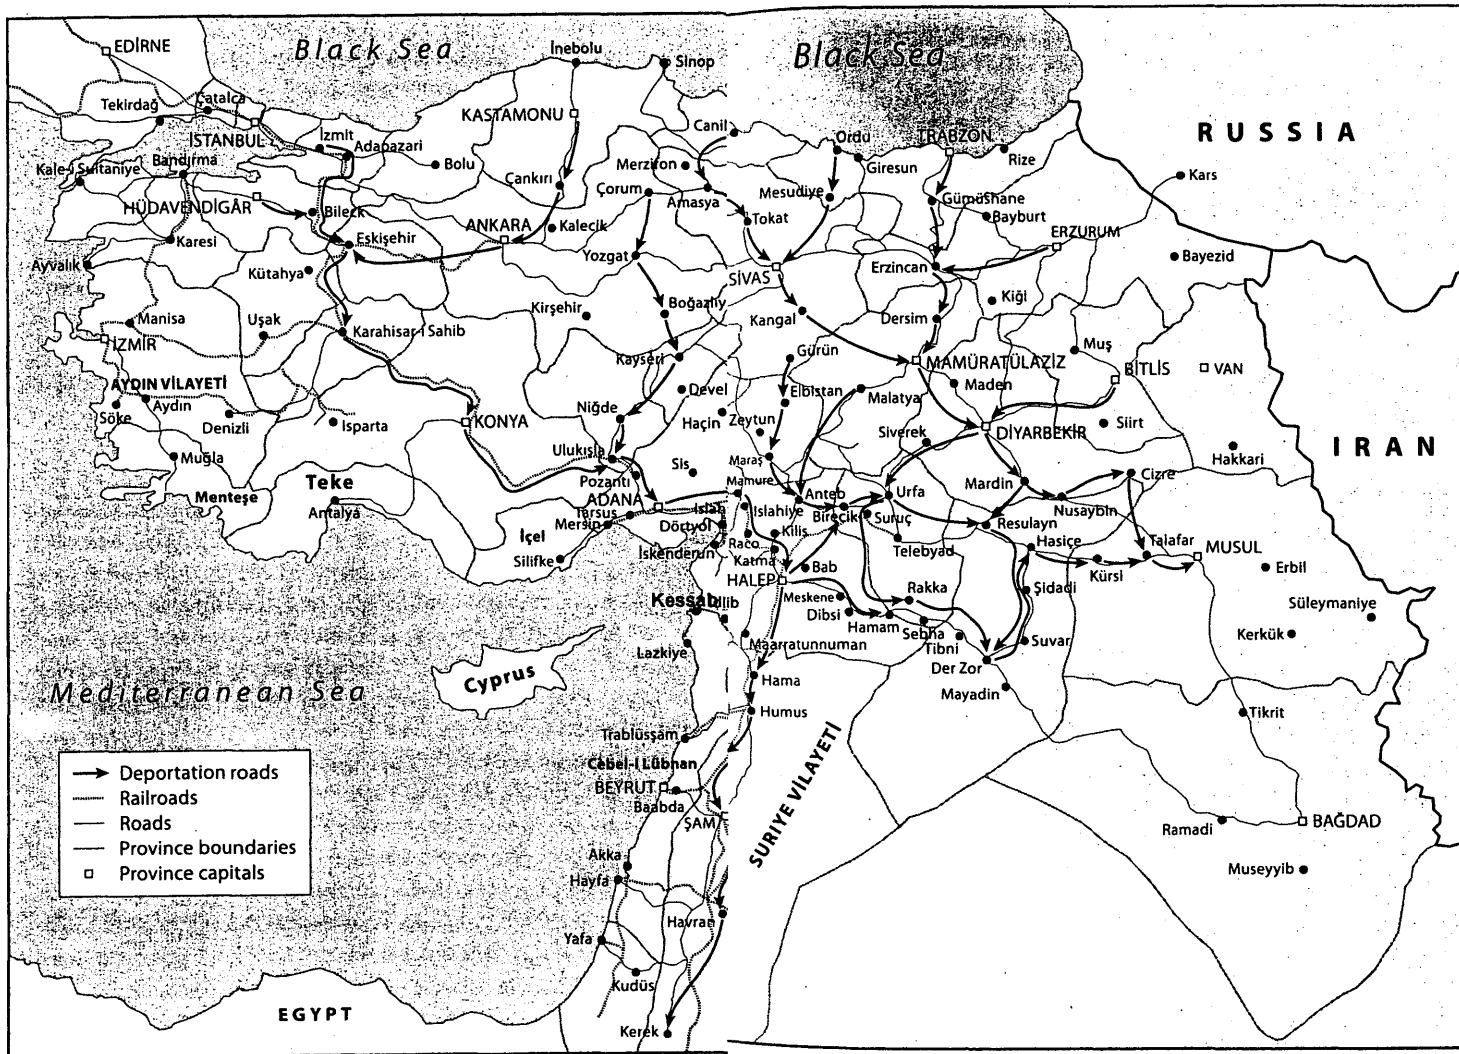 Black Sea
Black Sea
EDİRNE
İnebolu
Sinop
Tekirdağ
Çatalca
KASTAMONU
Canil
Ordu
TRABZON
RUSSIA
İSTANBUL
İzmit
Adapazari
Bolu
Merzifon
Giresun
Rize
Kale-i Sultaniye
Bandırma
Çankırı
Çorum
Amasya
Mesudiye
Gümüshane
Kars
HÜDAVENDİGÂR
Bileck
ANKARA
Kalecik
Tokat
Bayburt
Karesi
Eskişehir
Yozgat
SİVAS
Erzincan
ERZURUM
Bayezid
Ayvalık
Kütahya
Kirşehir
Boğazlıy
Kangal
Dersim
Kiği
Manisa
Uşak
Karahisar-i Sahib
Kayseri
Gürün
MAMÜRATÜLAZİZ
Muş
BİTLİS
VAN
İZMİR
AYDIN VİLAYETİ
Söke
Aydın
Denizli
Isparta
KONYA
Niğde
Devel
Haçin
Zeytun
Elbistan
Malatya
Maden
DİYARBEKİR
Siverek
Siirt
Hakkari
IRAN
Muğla
Menteşe
Teke
Antalya
Ulukışla
Pozantı
ADANA
Tarsus
Mersin
Sis
Maraş
Mamure
Islahiye
Anteb
Birecik
Urfa
Suruç
Mardin
Nusaybin
Cizre
İçel
Silifke
Islah
Dörtyol
İskenderun
Raco
Katma
Kilis
Telebyad
Resulayn
Hasiçe
Talafar
MUSUL
Kürsi
Erbil
HALEP
Bab
Meskene
Dibsi
Hamam
Rakka
Sebha
Tibni
Şidadi
Suvar
Süleymaniye
Kerkük
Kessab
Idlib
Lazkiye
Maarratunnuman
Der Zor
Mayadin
Cyprus
Mediterranean Sea
Hama
Humus
Tikrit
Trablusşam
Cebel-i Lübnan
BEYRUT
Baabda
ŞAM
SURIYE VİLAYETİ
Ramadi
BAĞDAD
Museyyib
Akka
Hayfa
Havran
Yafa
Kudüs
Kerek
EGYPT
Deportation roads
Railroads
Roads
Province boundaries
Province capitals